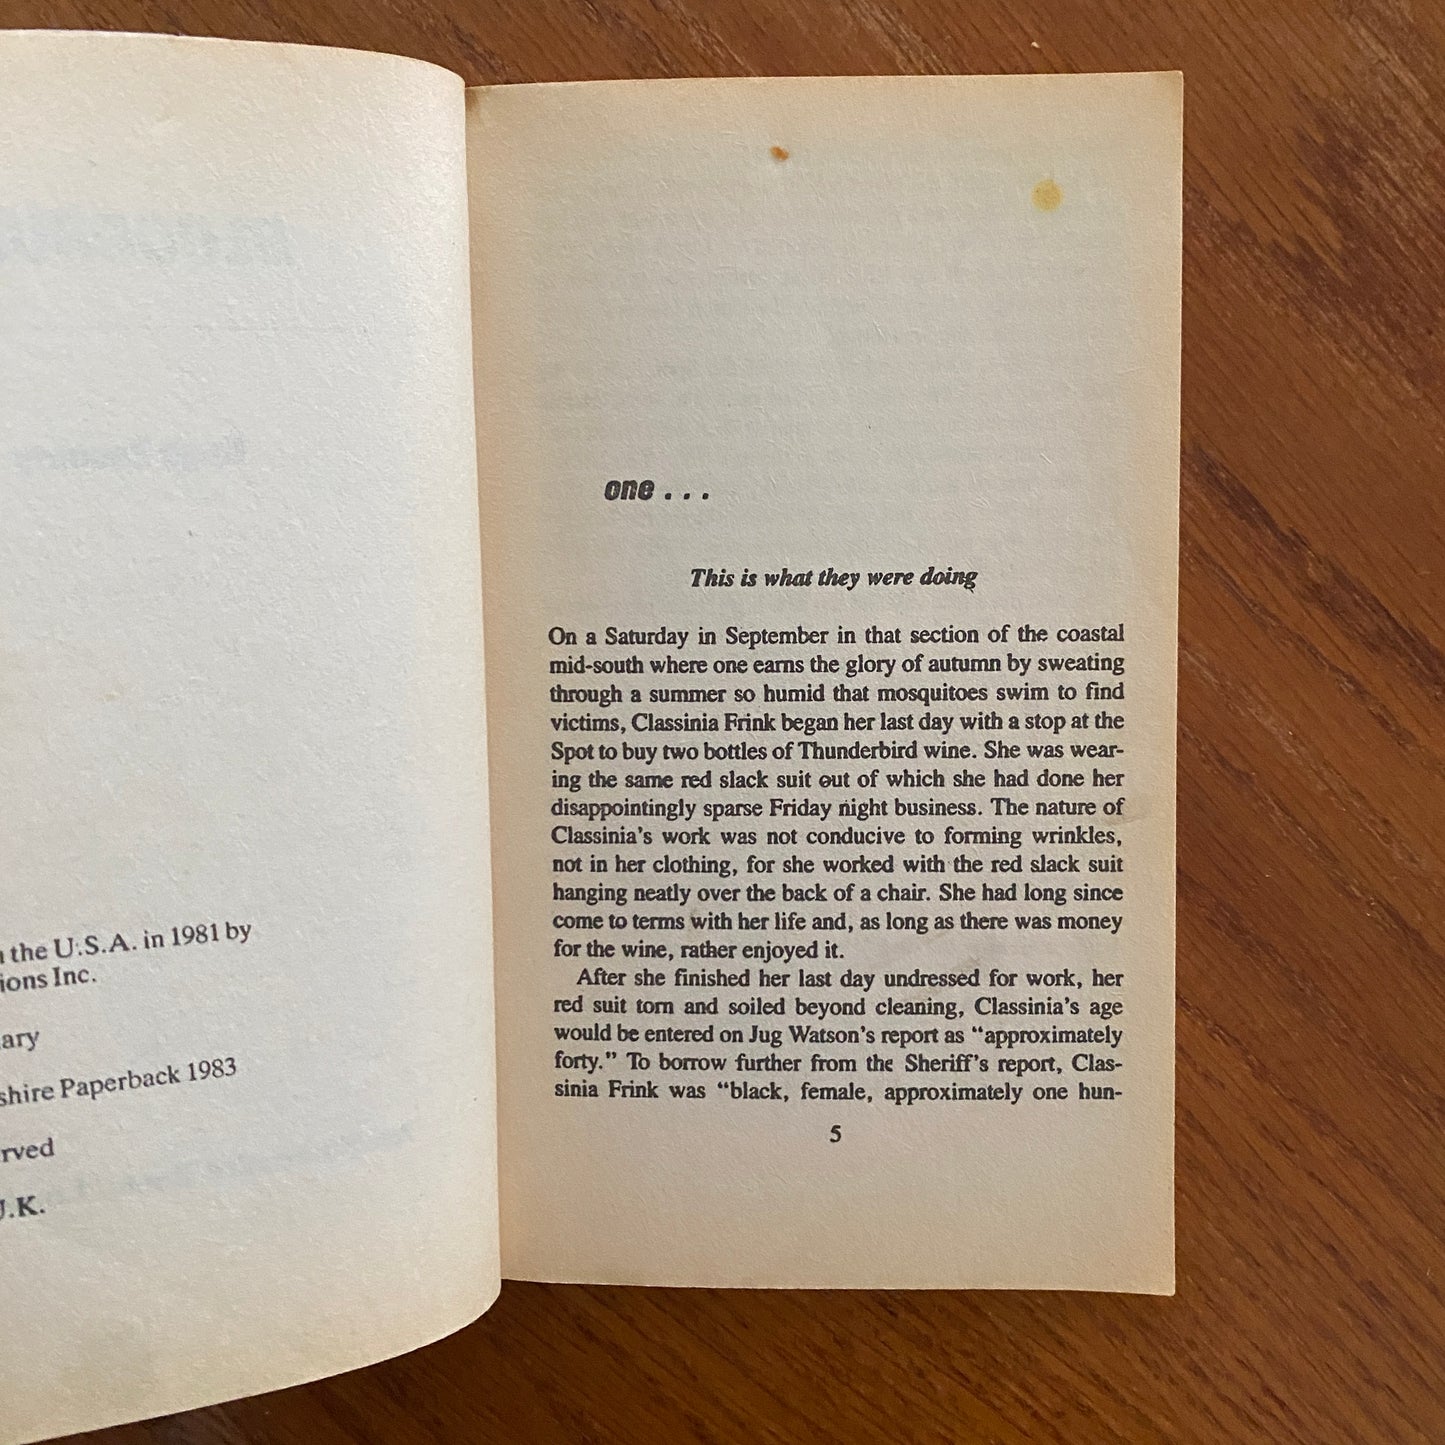 the U.S.A. in 1981 by
ions Inc.
ary
shire Paperback 1983
rved
.K.
one . . .
This is what they were doing
On a Saturday in September in that section of the coastal
mid-south where one earns the glory of autumn by sweating
through a summer so humid that mosquitoes swim to find
victims, Classinia Frink began her last day with a stop at the
Spot to buy two bottles of Thunderbird wine. She was wear-
ing the same red slack suit out of which she had done her
disappointingly sparse Friday night business. The nature of
Classinia's work was not conducive to forming wrinkles,
not in her clothing, for she worked with the red slack suit
hanging neatly over the back of a chair. She had long since
come to terms with her life and, as long as there was money
for the wine, rather enjoyed it.
After she finished her last day undressed for work, her
red suit torn and soiled beyond cleaning, Classinia's age
would be entered on Jug Watson's report as “approximately
forty.” To borrow further from the Sheriff's report, Clas-
sinia Frink was “black, female, approximately one hun-
5